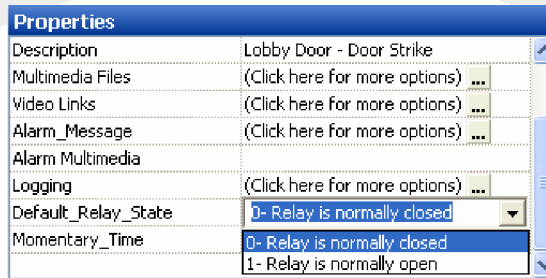 Properties
Description Lobby Door - Door Strike
Multimedia Files (Click here for more options) ...
Video Links (Click here for more options) ...
Alarm_Message (Click here for more options) ...
Alarm Multimedia
Logging (Click here for more options) ...
Default_Relay_State 0- Relay is normally closed
Momentary_Time 0- Relay is normally closed
1- Relay is normally open